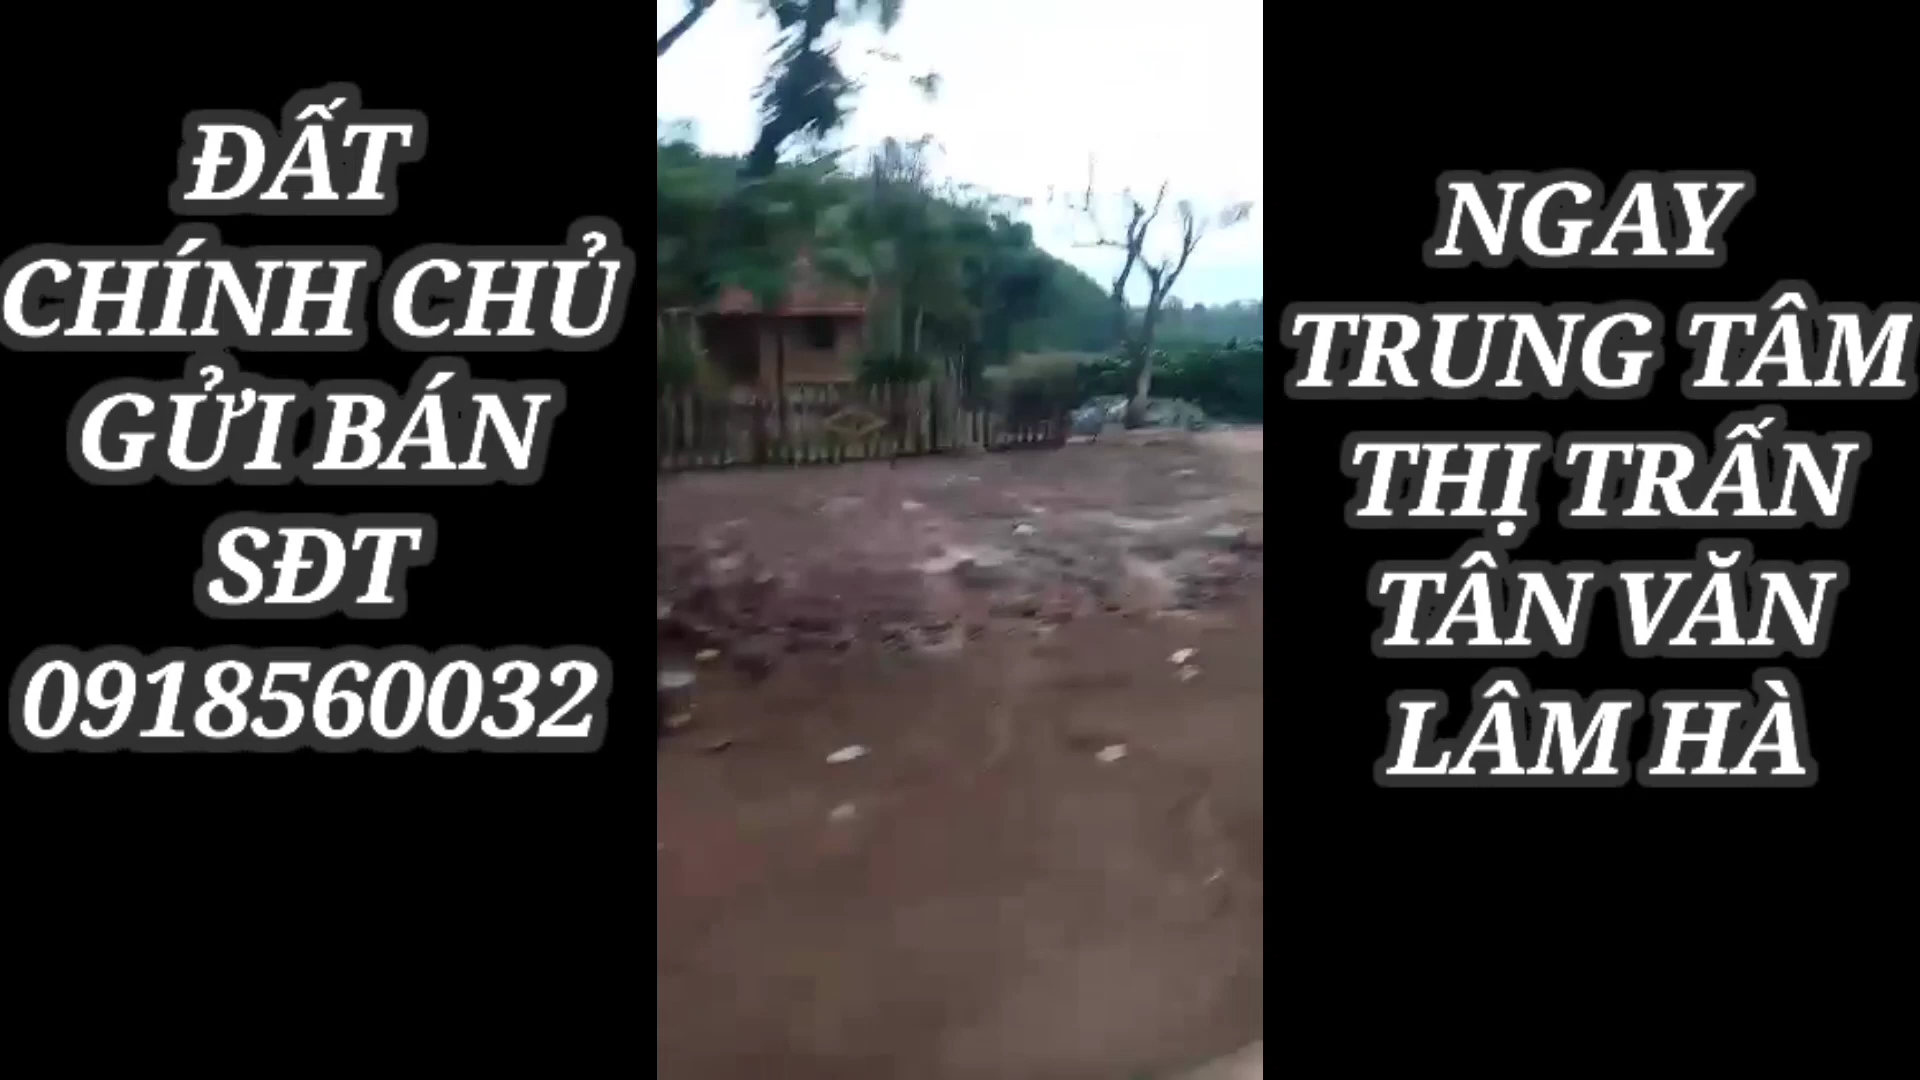 ĐẤT
CHÍNH CHỦ
GỬI BÁN
SĐT
0918560032
NGAY
TRUNG TÂM
THỊ TRẤN
TÂN VĂN
LÂM HÀ